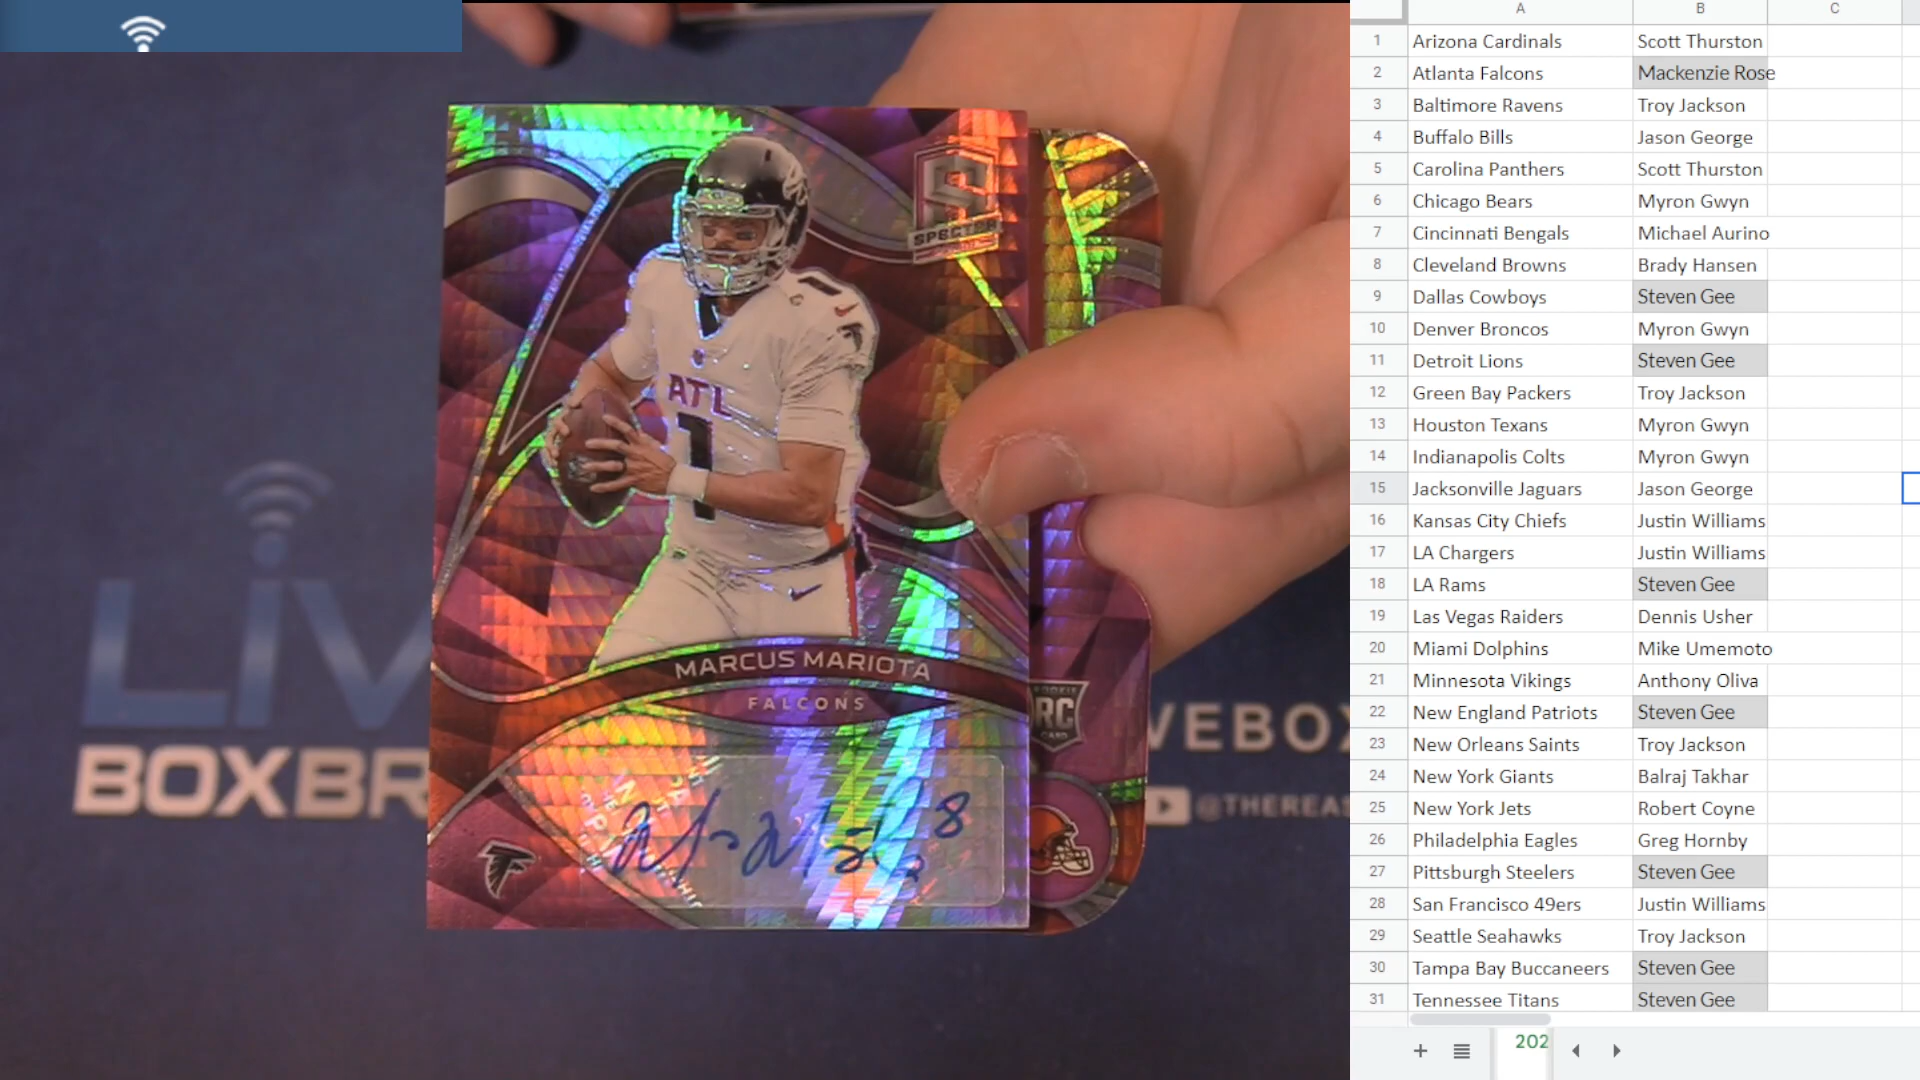 SPECTRA
1
ATL
1
MARCUS MARIOTA
FALCONS
8
ROOKIE
RC
CARD
LIV
BOXBR
VEBOX
@THEREAS
A B C
1 Arizona Cardinals Scott Thurston
2 Atlanta Falcons Mackenzie Rose
3 Baltimore Ravens Troy Jackson
4 Buffalo Bills Jason George
5 Carolina Panthers Scott Thurston
6 Chicago Bears Myron Gwyn
7 Cincinnati Bengals Michael Aurino
8 Cleveland Browns Brady Hansen
9 Dallas Cowboys Steven Gee
10 Denver Broncos Myron Gwyn
11 Detroit Lions Steven Gee
12 Green Bay Packers Troy Jackson
13 Houston Texans Myron Gwyn
14 Indianapolis Colts Myron Gwyn
15 Jacksonville Jaguars Jason George
16 Kansas City Chiefs Justin Williams
17 LA Chargers Justin Williams
18 LA Rams Steven Gee
19 Las Vegas Raiders Dennis Usher
20 Miami Dolphins Mike Umemoto
21 Minnesota Vikings Anthony Oliva
22 New England Patriots Steven Gee
23 New Orleans Saints Troy Jackson
24 New York Giants Balraj Takhar
25 New York Jets Robert Coyne
26 Philadelphia Eagles Greg Hornby
27 Pittsburgh Steelers Steven Gee
28 San Francisco 49ers Justin Williams
29 Seattle Seahawks Troy Jackson
30 Tampa Bay Buccaneers Steven Gee
31 Tennessee Titans Steven Gee
202